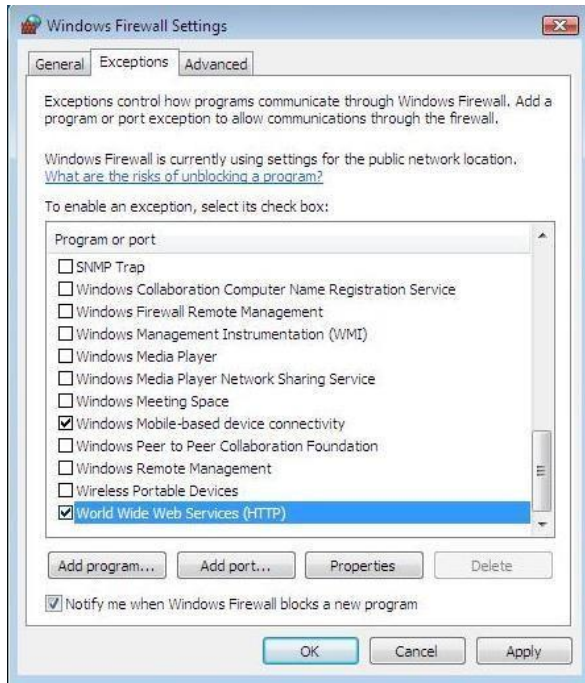 Windows Firewall Settings
General Exceptions Advanced
Exceptions control how programs communicate through Windows Firewall. Add a
program or port exception to allow communications through the firewall.
Windows Firewall is currently using settings for the public network location.
What are the risks of unblocking a program?
To enable an exception, select its check box:
Program or port
SNMP Trap
Windows Collaboration Computer Name Registration Service
Windows Firewall Remote Management
Windows Management Instrumentation (WMI)
Windows Media Player
Windows Media Player Network Sharing Service
Windows Meeting Space
Windows Mobile-based device connectivity
Windows Peer to Peer Collaboration Foundation
Windows Remote Management
Wireless Portable Devices
World Wide Web Services (HTTP)
Add program... Add port... Properties Delete
Notify me when Windows Firewall blocks a new program
OK Cancel Apply